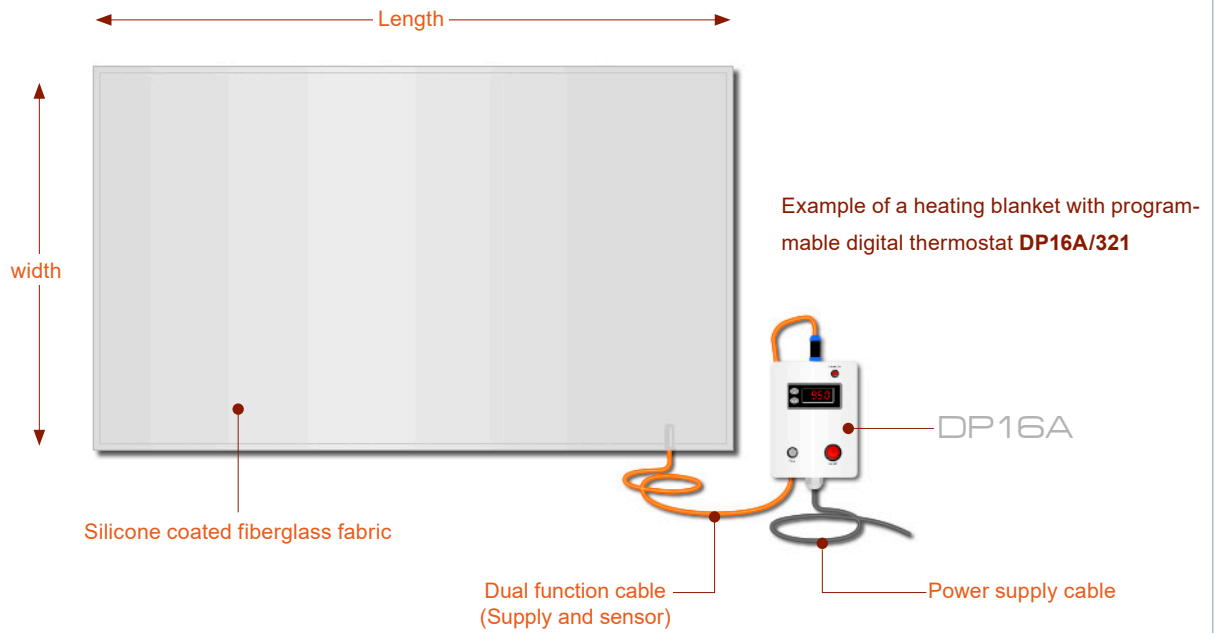 Length
width
Example of a heating blanket with program-
mable digital thermostat DP16A/321
950
DP16A
Silicone coated fiberglass fabric
Dual function cable
(Supply and sensor)
Power supply cable